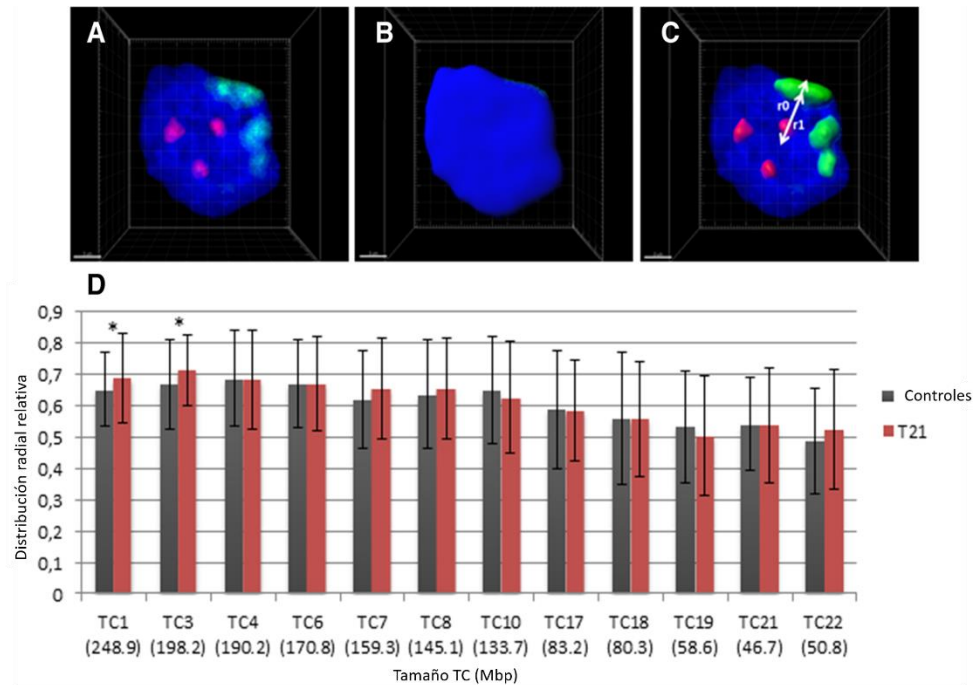 A
B
C
r0
r1
D
Distribución radial relativa
0,9
0,8
0,7
0,6
0,5
0,4
0,3
0,2
0,1
0
*
*
TC1 TC3 TC4 TC6 TC7 TC8 TC10 TC17 TC18 TC19 TC21 TC22
(248.9) (198.2) (190.2) (170.8) (159.3) (145.1) (133.7) (83.2) (80.3) (58.6) (46.7) (50.8)
Tamaño TC (Mbp)
Controles
T21